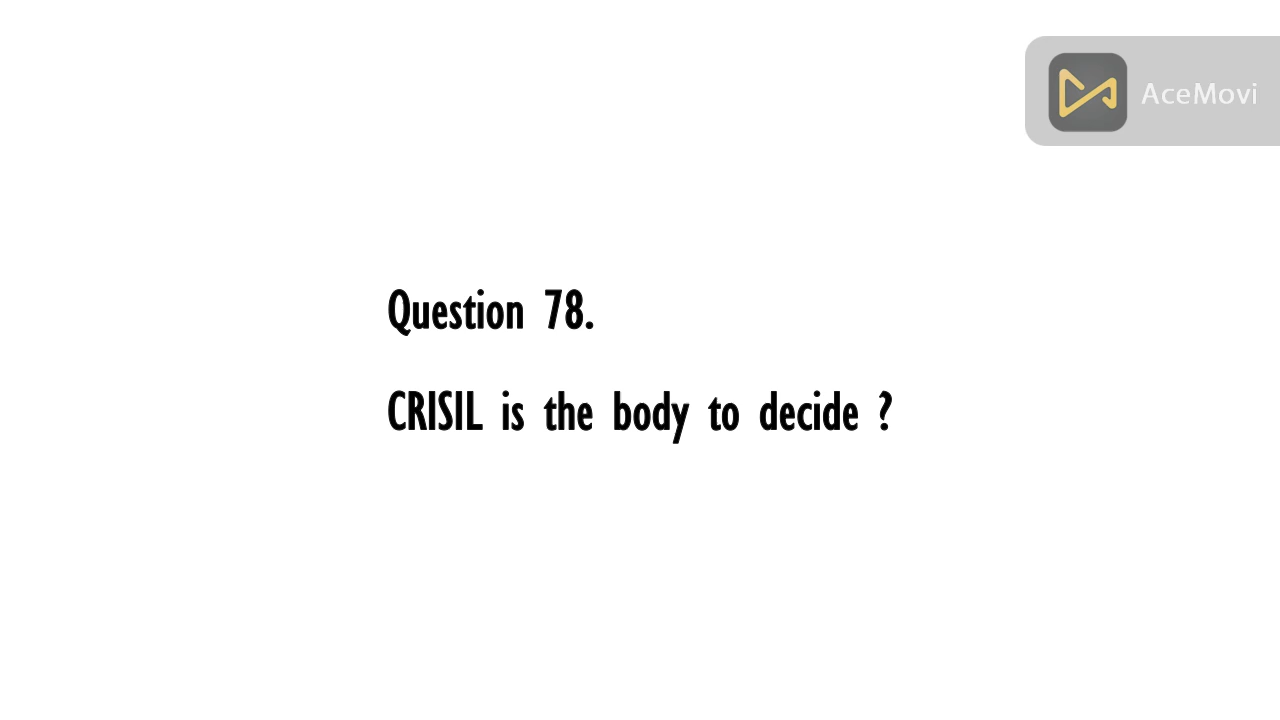 AceMovi
Question 78.
CRISIL is the body to decide ?